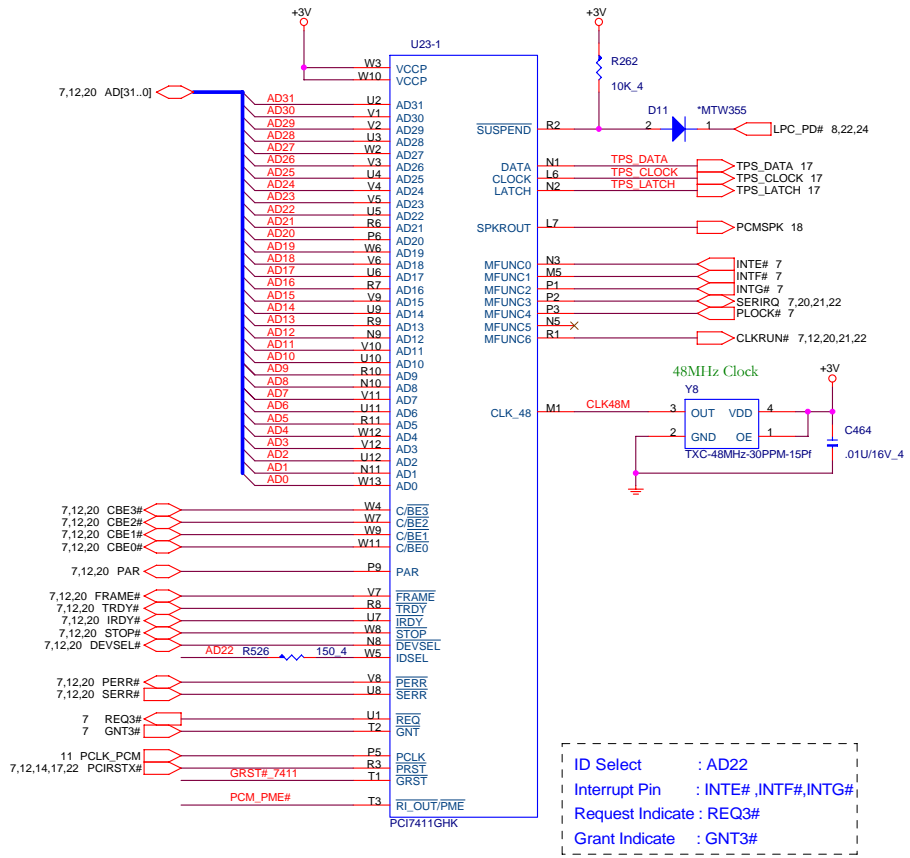 +3V
+3V
U23-1
R262
10K_4
W3 VCCP
W10 VCCP
7,12,20 AD[31..0]
AD31 U2 AD31
AD30 V1 AD30
AD29 V2 AD29
AD28 U3 AD28
AD27 W2 AD27
AD26 V3 AD26
AD25 U4 AD25
AD24 V4 AD24
AD23 V5 AD23
AD22 U5 AD22
AD21 R6 AD21
AD20 P6 AD20
AD19 W6 AD19
AD18 V6 AD18
AD17 U6 AD17
AD16 R7 AD16
AD15 V9 AD15
AD14 U9 AD14
AD13 R9 AD13
AD12 N9 AD12
AD11 V10 AD11
AD10 U10 AD10
AD9 R10 AD9
AD8 N10 AD8
AD7 V11 AD7
AD6 U11 AD6
AD5 R11 AD5
AD4 W12 AD4
AD3 V12 AD3
AD2 U12 AD2
AD1 N11 AD1
AD0 W13 AD0
7,12,20 CBE3# W4 C/BE3
7,12,20 CBE2# W7 C/BE2
7,12,20 CBE1# W9 C/BE1
7,12,20 CBE0# W11 C/BE0
7,12,20 PAR P9 PAR
7,12,20 FRAME# V7 FRAME
7,12,20 TRDY# R8 TRDY
7,12,20 IRDY# U7 IRDY
7,12,20 STOP# W8 STOP
7,12,20 DEVSEL# N8 DEVSEL
AD22 R526 150_4 W5 IDSEL
7,12,20 PERR# V8 PERR
7,12,20 SERR# U8 SERR
7 REQ3# U1 REQ
7 GNT3# T2 GNT
11 PCLK_PCM P5 PCLK
7,12,14,17,22 PCIRSTX# R3 PRST
GRST#_7411 T1 GRST
PCM_PME# T3 RI_OUT/PME
PCI7411GHK
D11 *MTW355
SUSPEND R2 2 1 LPC_PD# 8,22,24
DATA N1 TPS_DATA TPS_DATA 17
CLOCK L6 TPS_CLOCK TPS_CLOCK 17
LATCH N2 TPS_LATCH TPS_LATCH 17
SPKROUT L7 PCMSPK 18
MFUNC0 N3 INTE# 7
MFUNC1 M5 INTF# 7
MFUNC2 P1 INTG# 7
MFUNC3 P2 SERIRQ 7,20,21,22
MFUNC4 P3 PLOCK# 7
MFUNC5 N5
MFUNC6 R1 CLKRUN# 7,12,20,21,22
48MHz Clock
+3V
Y8
CLK_48 M1 CLK48M 3 OUT VDD 4
2 GND OE 1
TXC-48MHz-30PPM-15Pf
C464
.01U/16V_4
ID Select : AD22
Interrupt Pin : INTE# ,INTF#,INTG#
Request Indicate : REQ3#
Grant Indicate : GNT3#